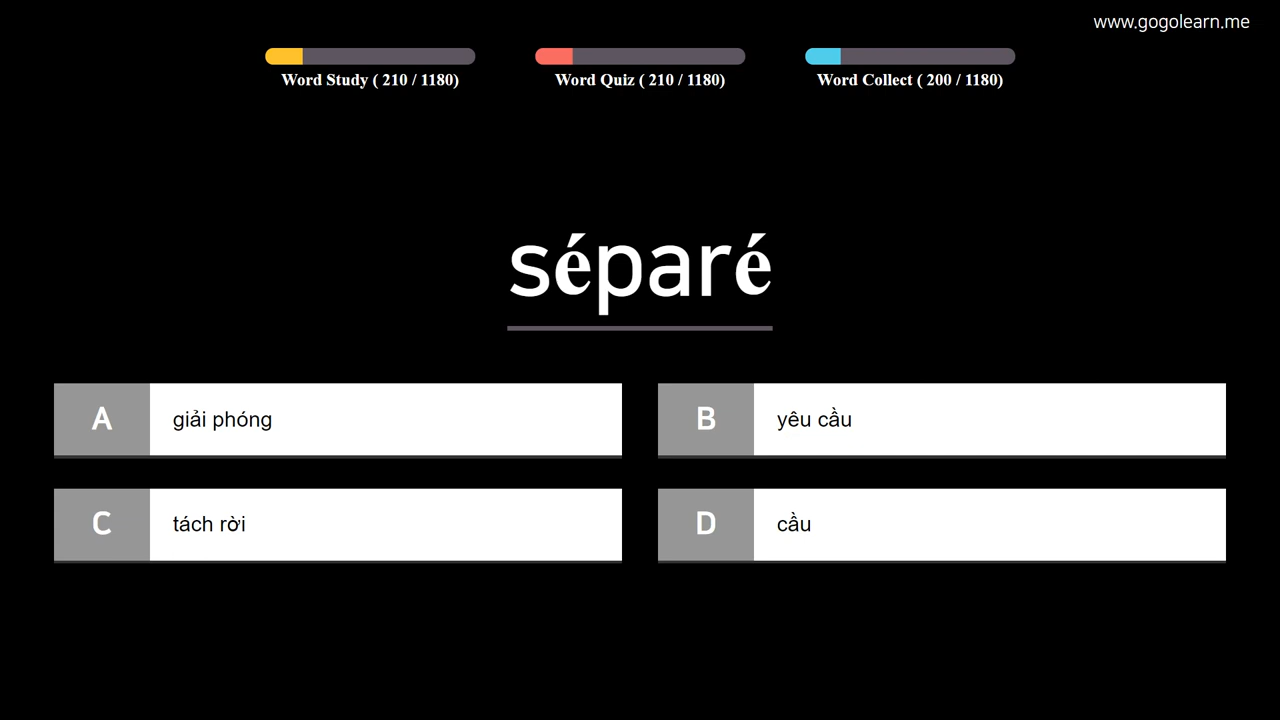 www.gogolearn.me
Word Study ( 210 / 1180)
Word Quiz ( 210 / 1180)
Word Collect ( 200 / 1180)
séparé
A giải phóng
B yêu cầu
C tách rời
D cầu